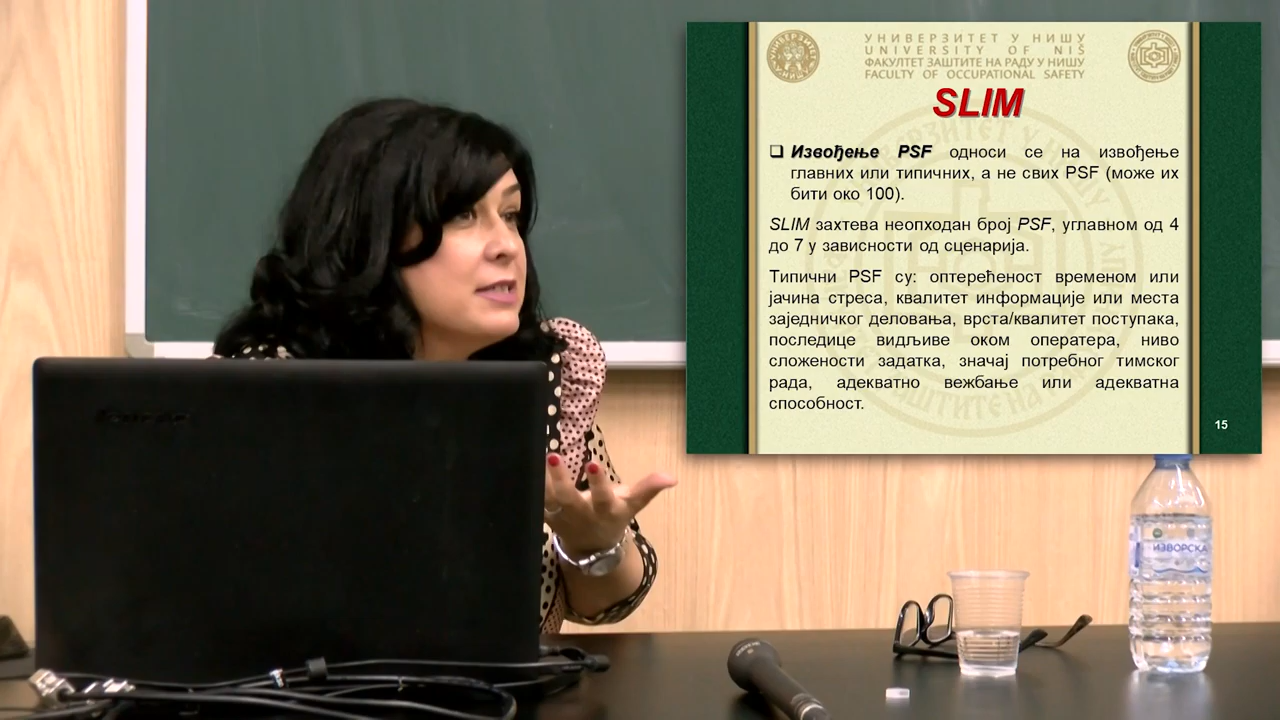 УНИВЕРЗИТЕТ У НИШУ
UNIVERSITY OF NIŠ
ФАКУЛТЕТ ЗАШТИТЕ НА РАДУ У НИШУ
FACULTY OF OCCUPATIONAL SAFETY
SLIM
❑ Извођење PSF односи се на извођење
главних или типичних, а не свих PSF (може их
бити око 100).
SLIM захтева неопходан број PSF, углавном од 4
до 7 у зависности од сценарија.
Типични PSF су: оптерећеност временом или
јачина стреса, квалитет информације или места
заједничког деловања, врста/квалитет поступака,
последице видљиве оком оператера, ниво
сложености задатка, значај потребног тимског
рада, адекватно вежбање или адекватна
способност.
15
ИЗВОРСКА